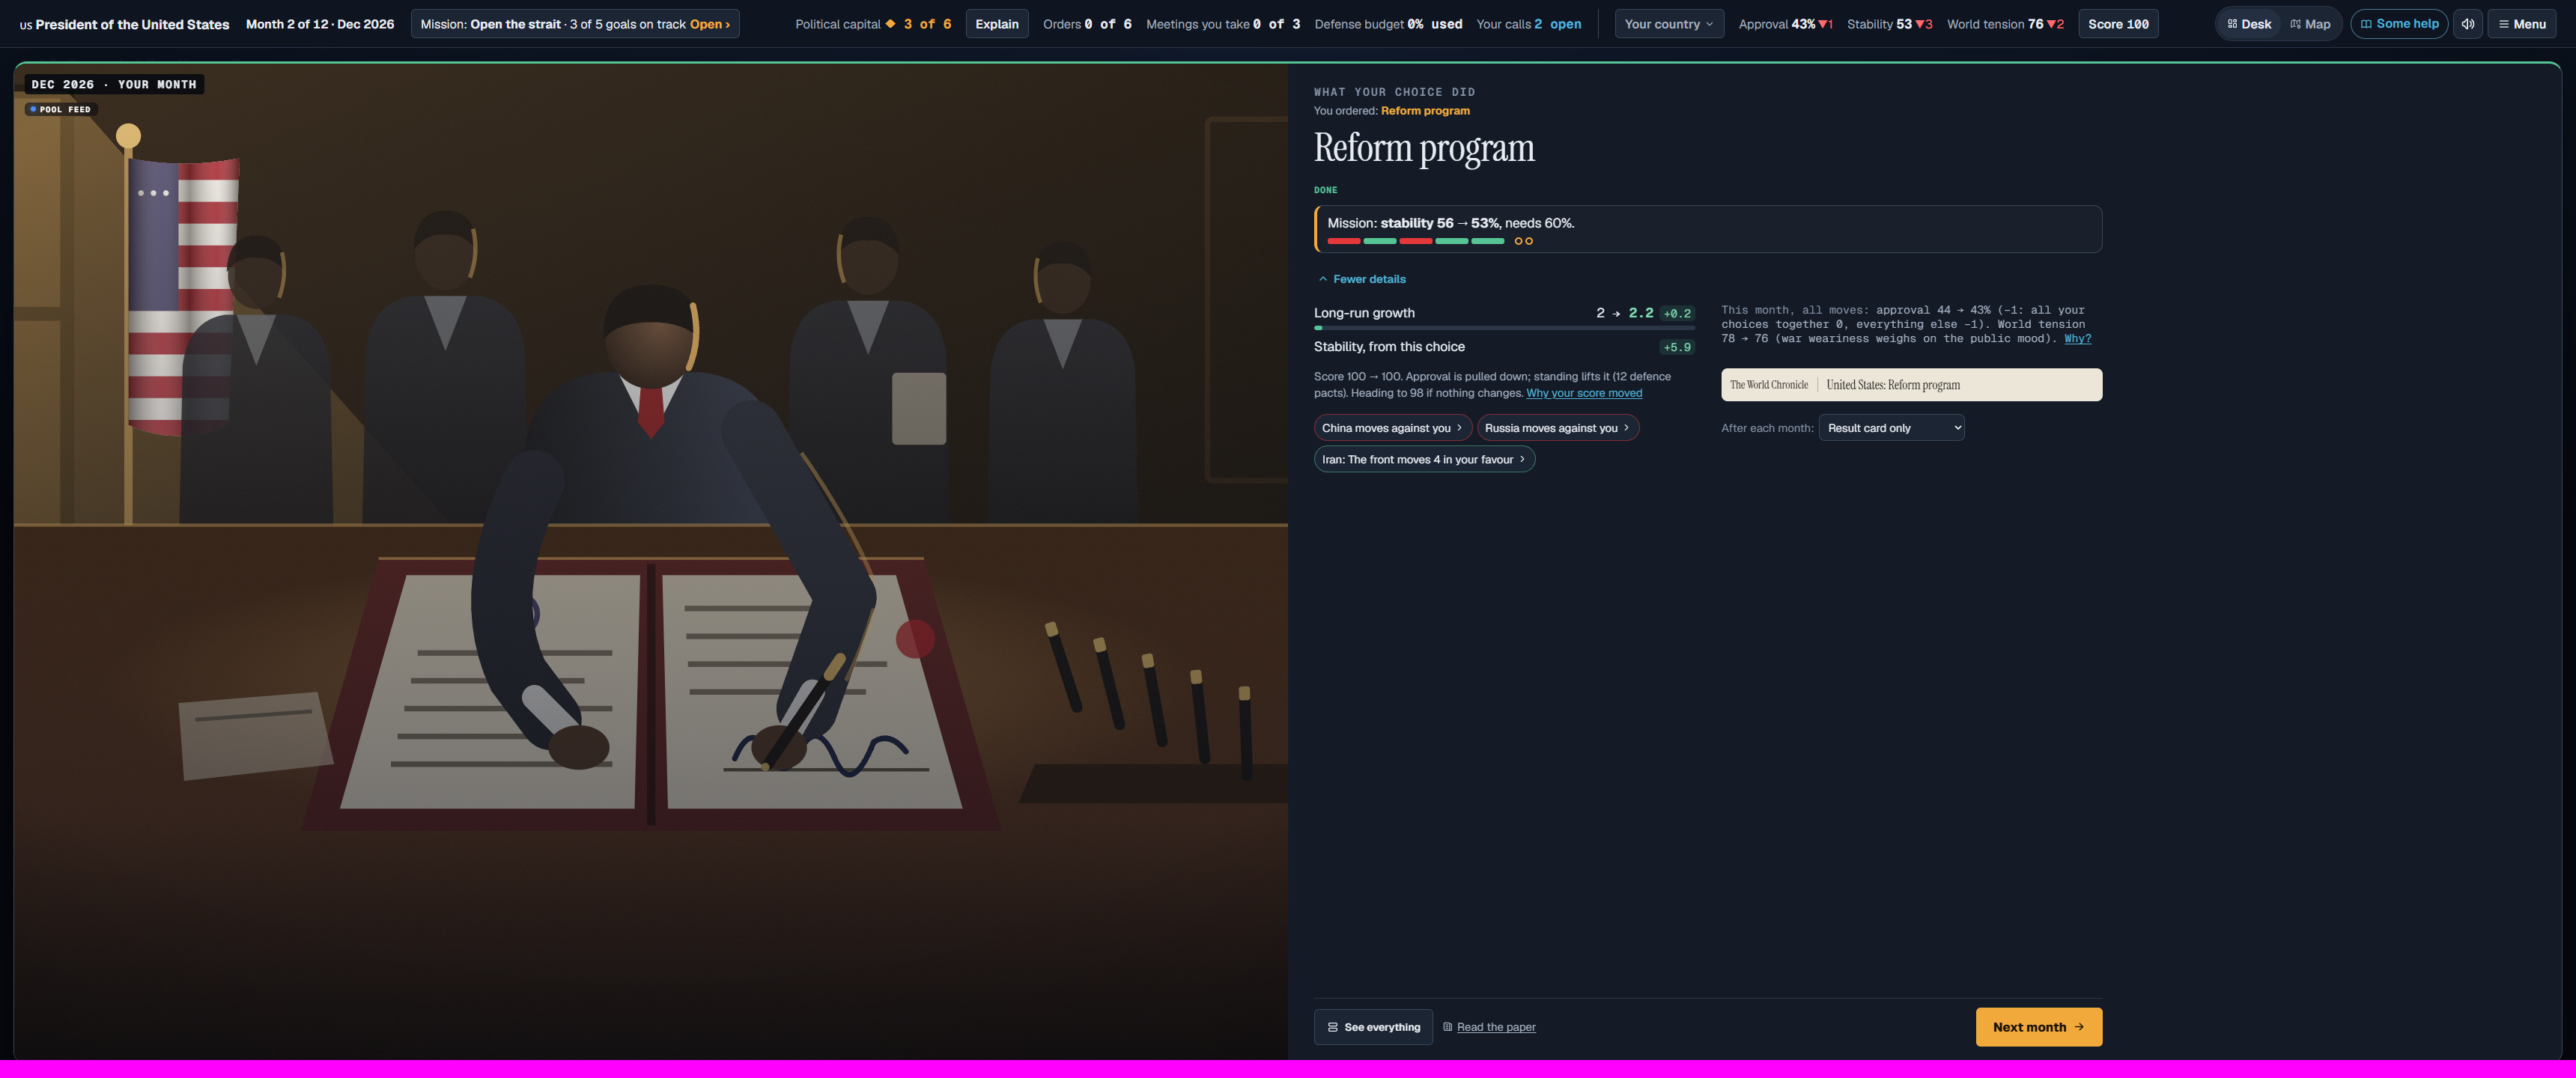 US President of the United States Month 2 of 12 · Dec 2026 Mission: Open the strait · 3 of 5 goals on track Open › Political capital ◆ 3 of 6 Explain Orders 0 of 6 Meetings you take 0 of 3 Defense budget 0% used Your calls 2 open Your country Approval 43% ▼1 Stability 53 ▼3 World tension 76 ▼2 Score 100 Desk Map Some help Menu
DEC 2026 · YOUR MONTH
POOL FEED
WHAT YOUR CHOICE DID
You ordered: Reform program
Reform program
DONE
Mission: stability 56 → 53%, needs 60%.
Fewer details
Long-run growth 2 → 2.2 +0.2
Stability, from this choice +5.9
Score 100 → 100. Approval is pulled down; standing lifts it (12 defence
pacts). Heading to 98 if nothing changes. Why your score moved
China moves against you › Russia moves against you ›
Iran: The front moves 4 in your favour ›
This month, all moves: approval 44 → 43% (−1: all your
choices together 0, everything else −1). World tension
78 → 76 (war weariness weighs on the public mood). Why?
The World Chronicle United States: Reform program
After each month: Result card only
See everything Read the paper Next month →